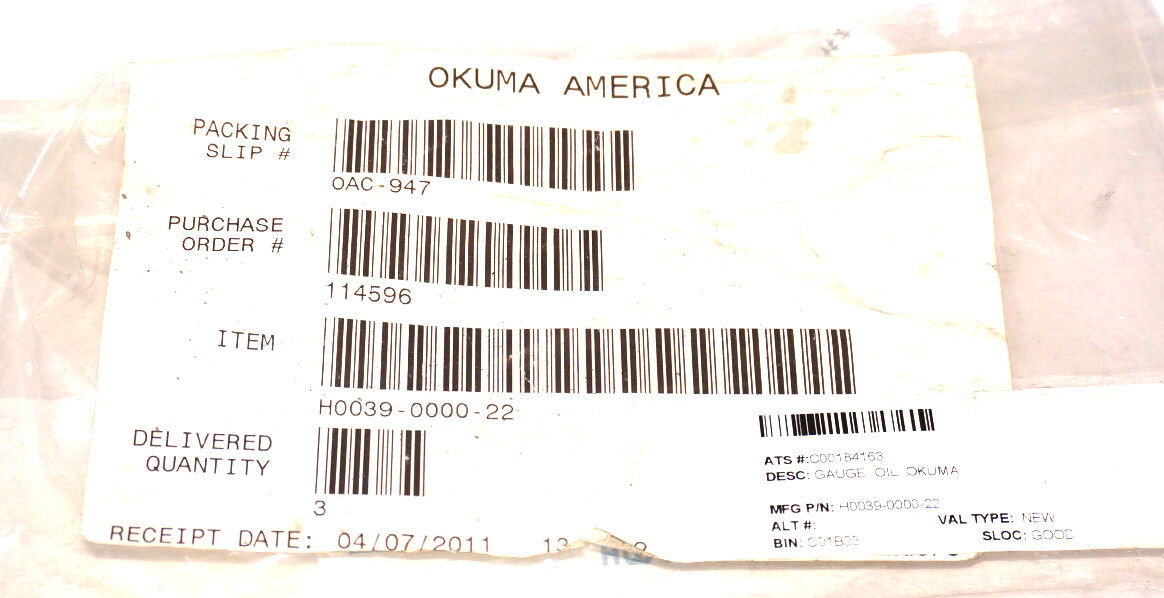 OKUMA AMERICA
PACKING
SLIP #
OAC-947
PURCHASE
ORDER #
114596
ITEM
H0039-0000-22
DELIVERED
QUANTITY
3
RECEIPT DATE: 04/07/2011 13
ATS #:C00184163
DESC: GAUGE OIL OKUMA
MFG P/N: H0039-0000-22
ALT #:
VAL TYPE: NEW
BIN: C01B03
SLOC: GOOD